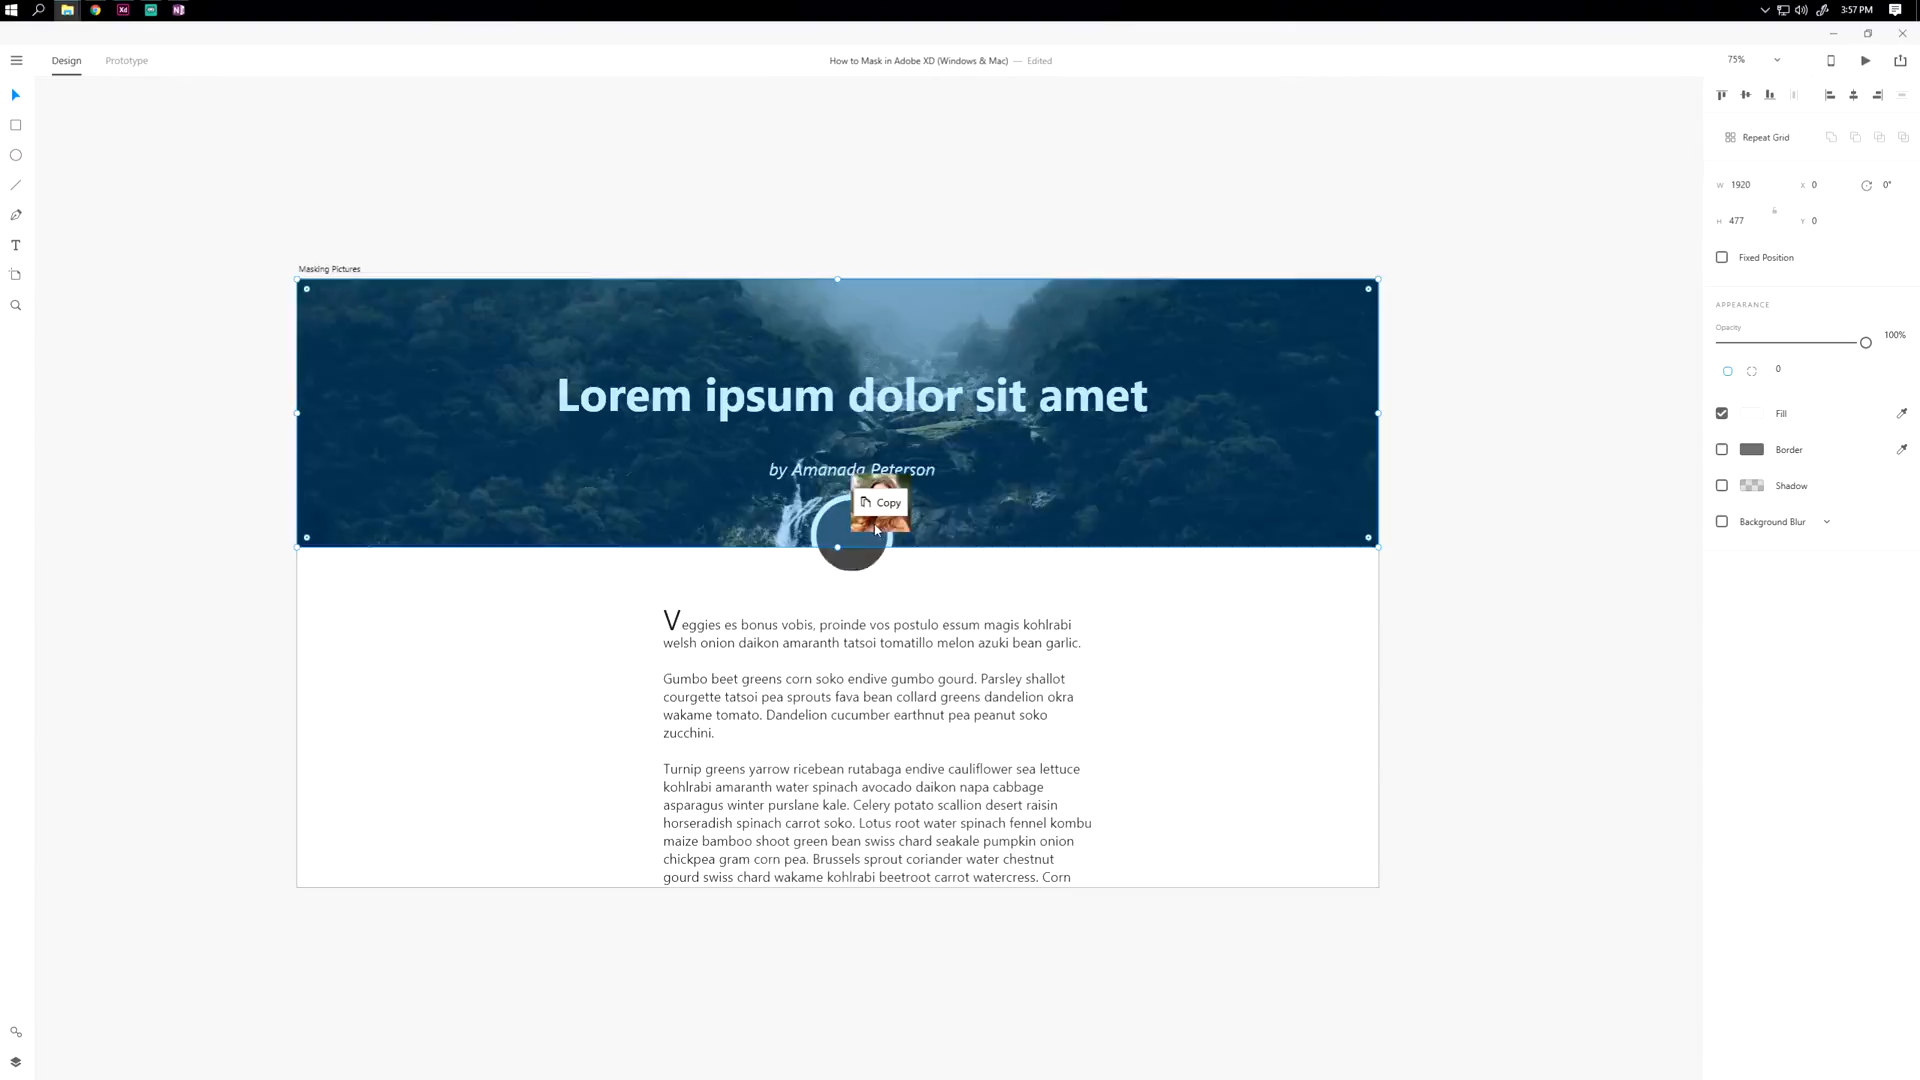 Xd
N
3:57 PM
Design
Prototype
How to Mask in Adobe XD (Windows & Mac) — Edited
75%
Repeat Grid
W 1920
X 0
0°
H 477
Y 0
Fixed Position
APPEARANCE
Opacity
100%
0
Fill
Border
Shadow
Background Blur
T
Masking Pictures
Lorem ipsum dolor sit amet
by Amanada Peterson
Copy
Veggies es bonus vobis, proinde vos postulo essum magis kohlrabi
welsh onion daikon amaranth tatsoi tomatillo melon azuki bean garlic.
Gumbo beet greens corn soko endive gumbo gourd. Parsley shallot
courgette tatsoi pea sprouts fava bean collard greens dandelion okra
wakame tomato. Dandelion cucumber earthnut pea peanut soko
zucchini.
Turnip greens yarrow ricebean rutabaga endive cauliflower sea lettuce
kohlrabi amaranth water spinach avocado daikon napa cabbage
asparagus winter purslane kale. Celery potato scallion desert raisin
horseradish spinach carrot soko. Lotus root water spinach fennel kombu
maize bamboo shoot green bean swiss chard seakale pumpkin onion
chickpea gram corn pea. Brussels sprout coriander water chestnut
gourd swiss chard wakame kohlrabi beetroot carrot watercress. Corn